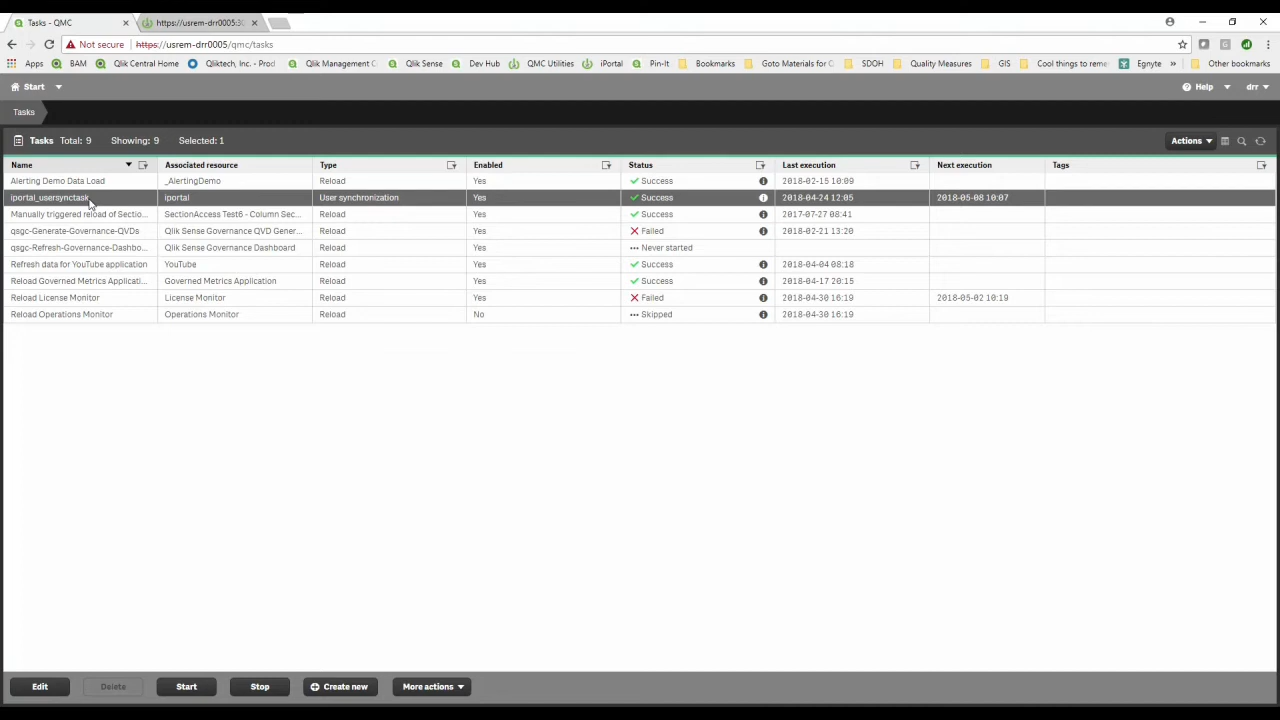 Tasks - QMC
https://usrem-drr0005:3
Not secure https://usrem-drr0005/qmc/tasks
Apps BAM Qlik Central Home Qliktech, Inc. - Prod Qlik Management C Qlik Sense Dev Hub QMC Utilities iPortal Pin-It Bookmarks Goto Materials for C SDOH Quality Measures GIS Cool things to reme Egnyte » Other bookmarks
Start Help drr
Tasks
Tasks Total: 9 Showing: 9 Selected: 1 Actions
Name Associated resource Type Enabled Status Last execution Next execution Tags
Alerting Demo Data Load _AlertingDemo Reload Yes Success 2018-02-15 10:09
iportal_usersynctask iportal User synchronization Yes Success 2018-04-24 12:05 2018-05-08 10:07
Manually triggered reload of Sectio... SectionAccess Test6 - Column Sec... Reload Yes Success 2017-07-27 08:41
qsgc-Generate-Governance-QVDs Qlik Sense Governance QVD Gener... Reload Yes Failed 2018-02-21 13:20
qsgc-Refresh-Governance-Dashbo... Qlik Sense Governance Dashboard Reload Yes Never started
Refresh data for YouTube application YouTube Reload Yes Success 2018-04-04 08:18
Reload Governed Metrics Applicati... Governed Metrics Application Reload Yes Success 2018-04-17 20:15
Reload License Monitor License Monitor Reload Yes Failed 2018-04-30 16:19 2018-05-02 10:19
Reload Operations Monitor Operations Monitor Reload No Skipped 2018-04-30 16:19
Edit Delete Start Stop Create new More actions